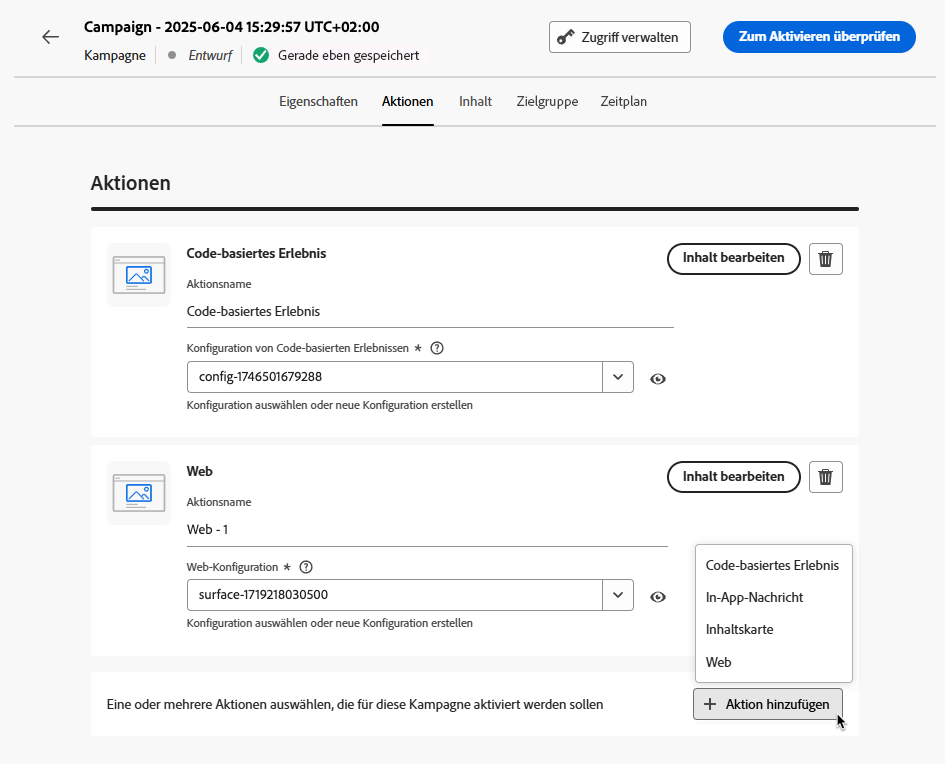 Campaign - 2025-06-04 15:29:57 UTC+02:00
Kampagne
Entwurf
Gerade eben gespeichert
Zugriff verwalten
Zum Aktivieren überprüfen
Eigenschaften
Aktionen
Inhalt
Zielgruppe
Zeitplan
Aktionen
Code-basiertes Erlebnis
Inhalt bearbeiten
Aktionsname
Code-basiertes Erlebnis
Konfiguration von Code-basierten Erlebnissen *
config-1746501679288
Konfiguration auswählen oder neue Konfiguration erstellen
Web
Inhalt bearbeiten
Aktionsname
Web - 1
Web-Konfiguration *
surface-1719218030500
Konfiguration auswählen oder neue Konfiguration erstellen
Code-basiertes Erlebnis
In-App-Nachricht
Inhaltskarte
Web
Eine oder mehrere Aktionen auswählen, die für diese Kampagne aktiviert werden sollen
Aktion hinzufügen